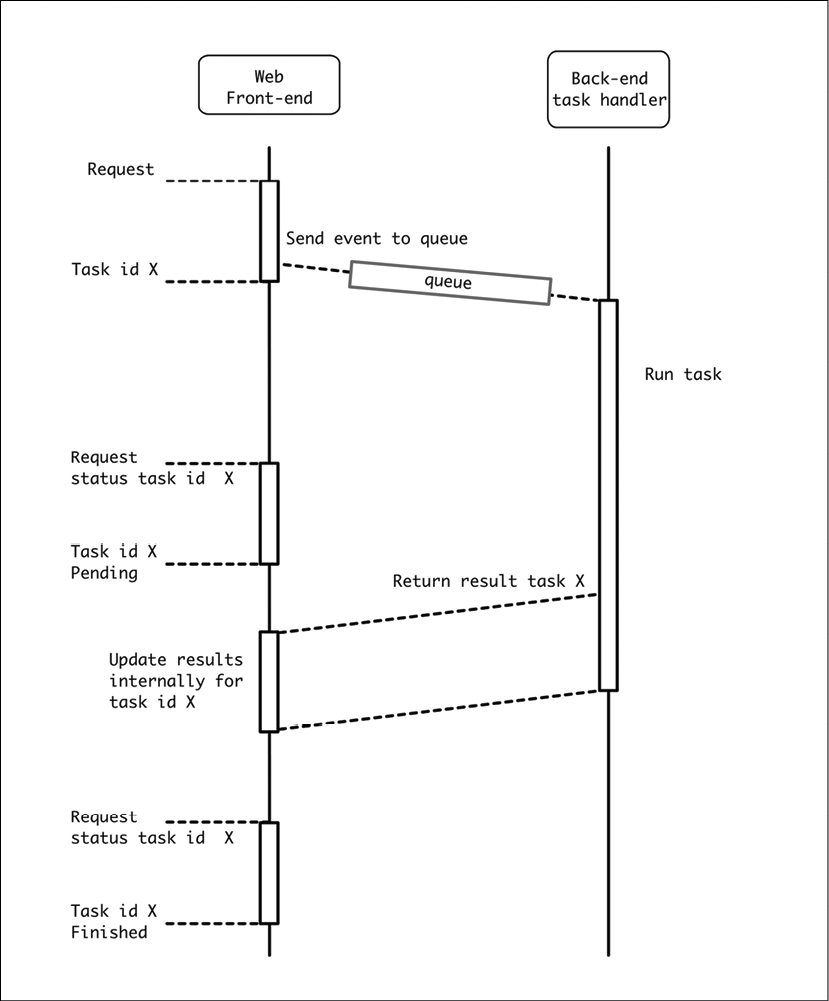 Web
Front-end
Back-end
task handler
Request
Send event to queue
Task id X
queue
Run task
Request
status task id  X
Task id X
Pending
Return result task X
Update results
internally for
task id X
Request
status task id  X
Task id X
Finished